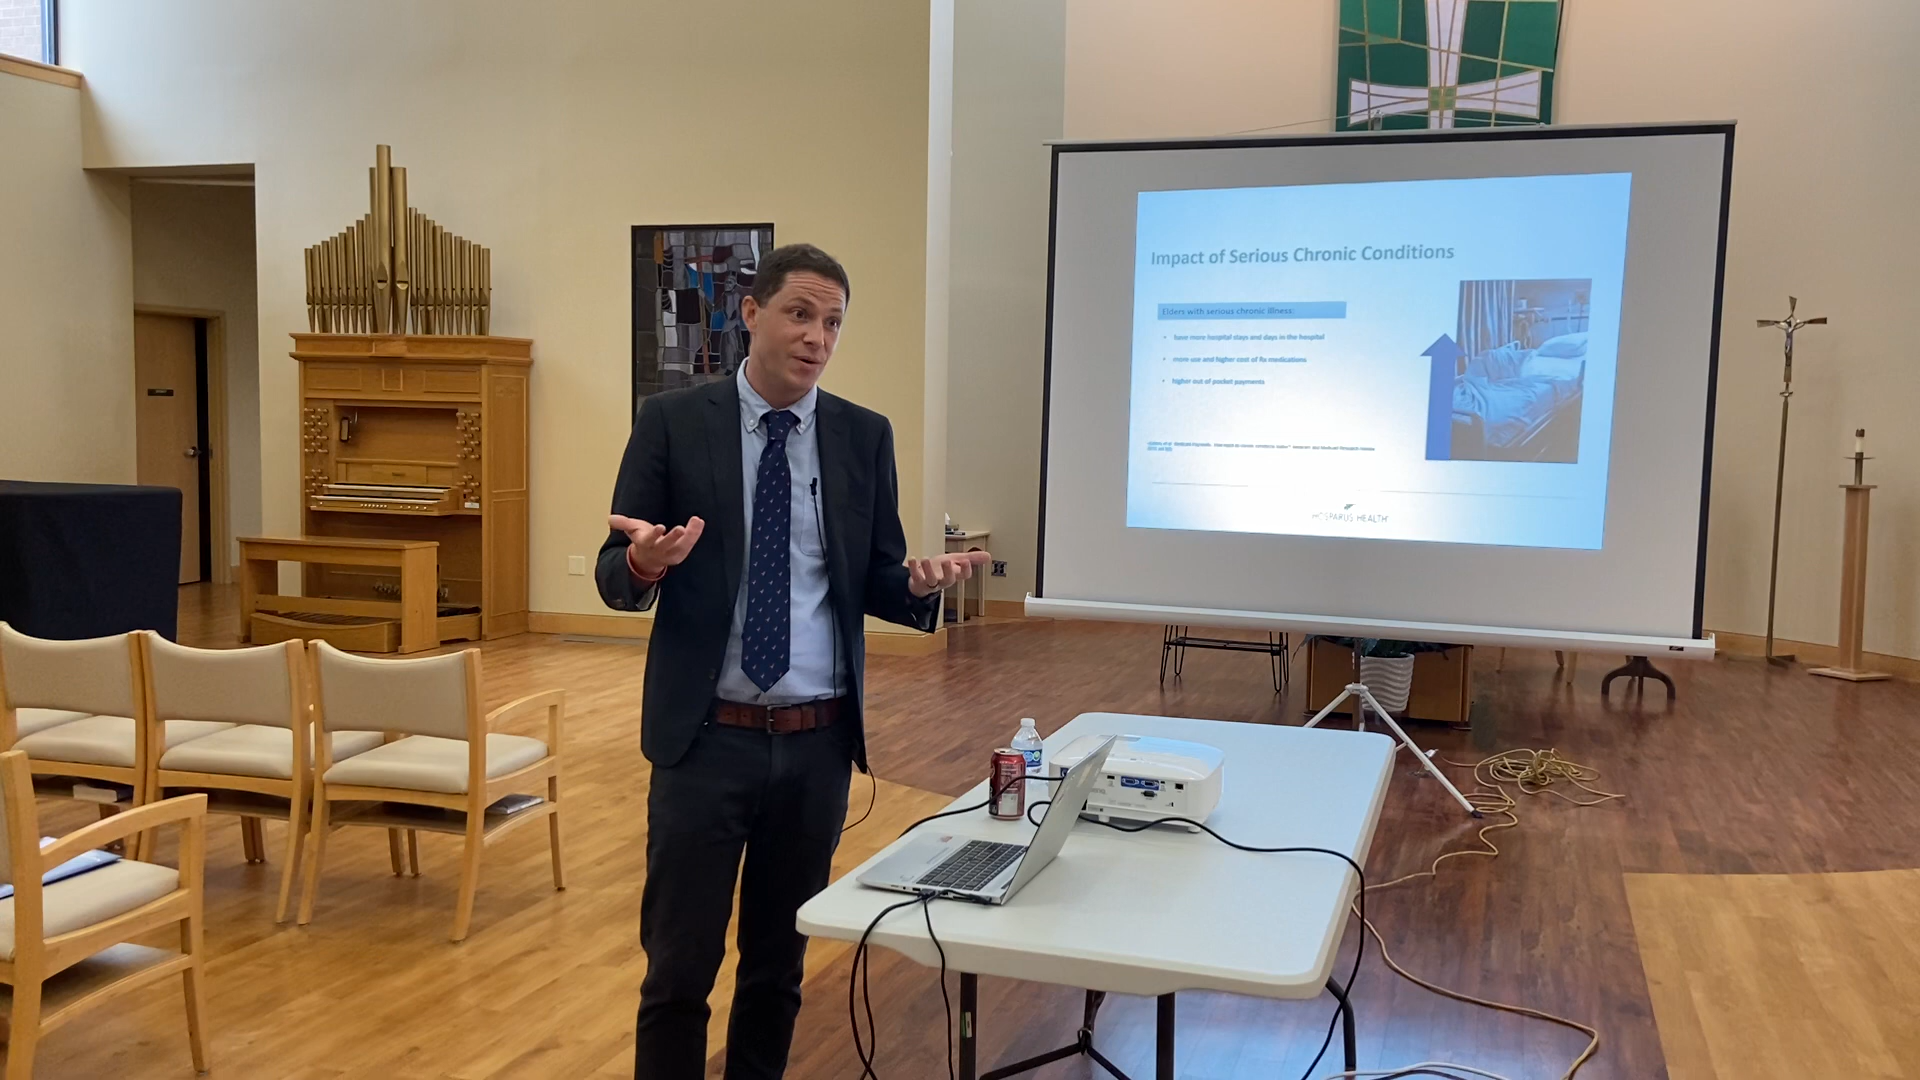 Impact of Serious Chronic Conditions
Elders with serious chronic illness:
• have more hospital stays and days in the hospital
• more use and higher cost of Rx medications
• higher out of pocket payments
HEALTH